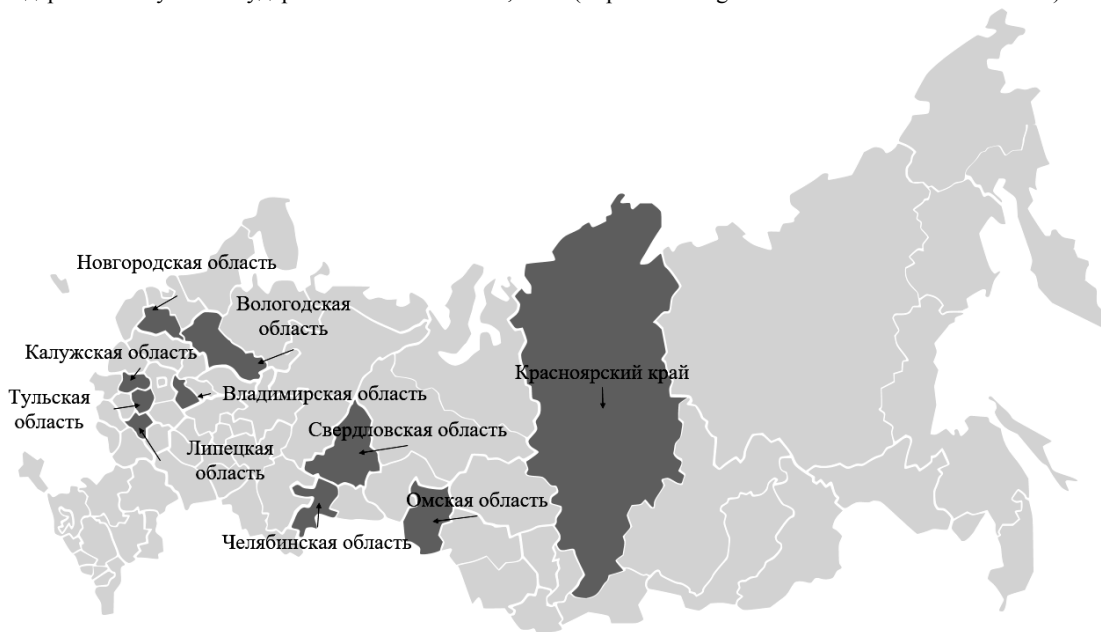 Новгородская область
Вологодская
область
Калужская область
Красноярский край
Тульская
область
Владимирская область
Свердловская область
Липецкая
область
Омская область
Челябинская область